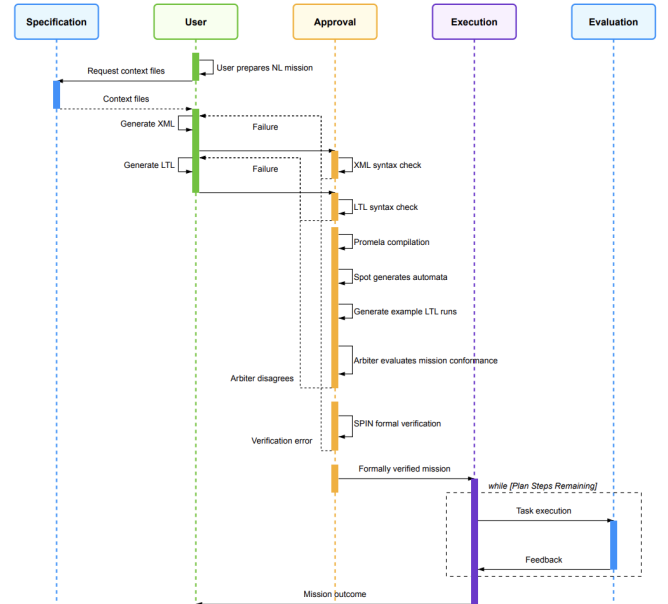 Specification
User
Approval
Execution
Evaluation
User prepares NL mission
Request context files
Context files
Generate XML
Failure
XML syntax check
Generate LTL
Failure
LTL syntax check
Promela compilation
Spot generates automata
Generate example LTL runs
Arbiter evaluates mission conformance
Arbiter disagrees
SPIN formal verification
Verification error
Formally verified mission
while [Plan Steps Remaining]
Task execution
Feedback
Mission outcome